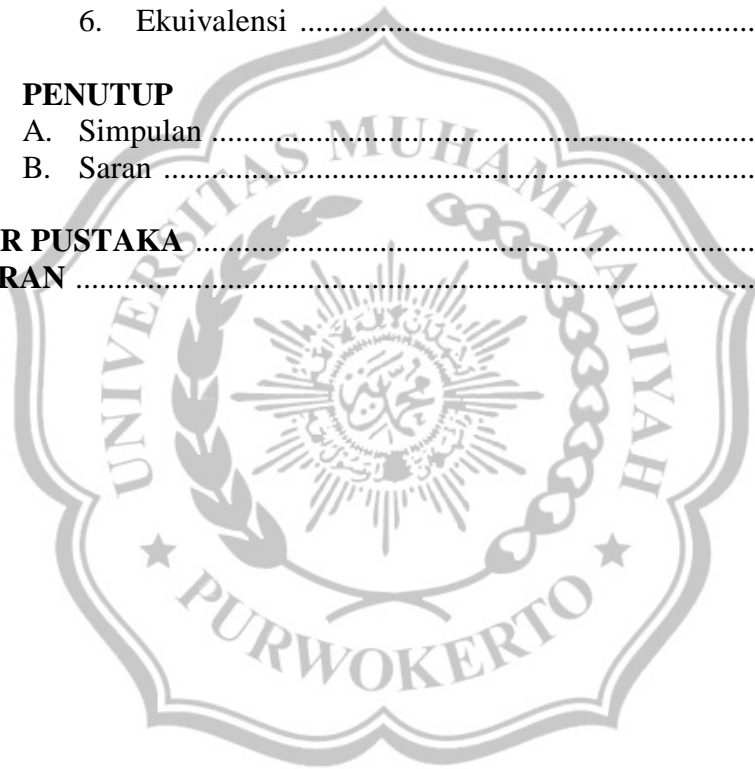 6. Ekuivalensi ..........................................................
PENUTUP
A. Simpulan .....................................................................
B. Saran ...........................................................................
R PUSTAKA .......................................................................
RAN ......................................................................................
UNIVERSITAS MUHAMMADIYAH
PURWOKERTO